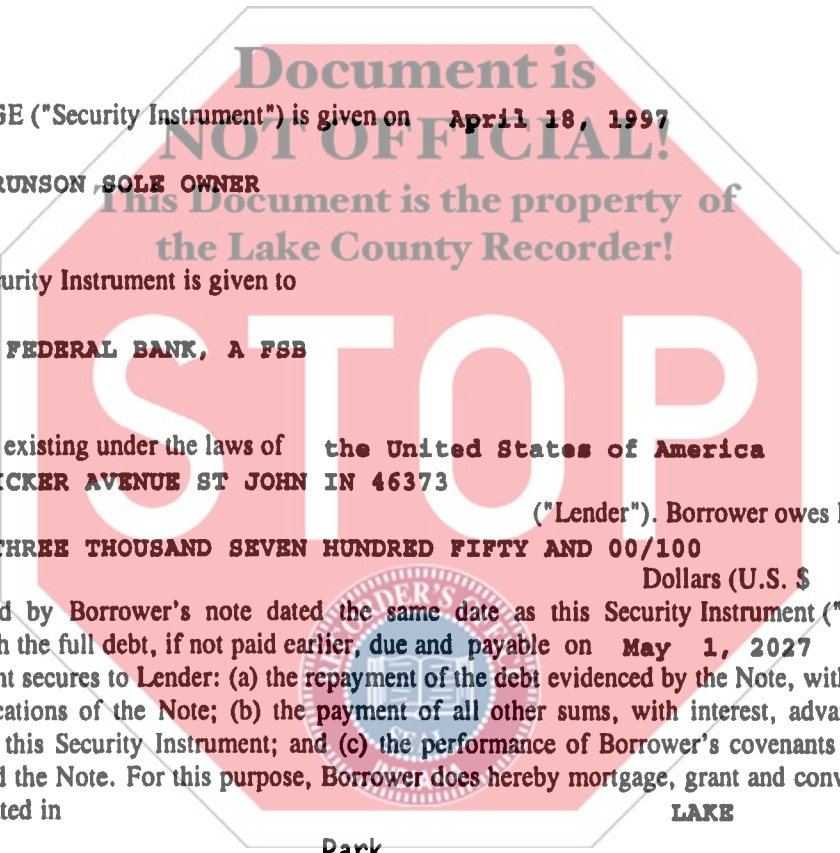 Document is
GE ("Security Instrument") is given on April 18, 1997
NOT OFFICIAL!
RUNSON SOLE OWNER
This Document is the property of
the Lake County Recorder!
urity Instrument is given to
STOP
FEDERAL BANK, A FSB
existing under the laws of the United States of America
CKER AVENUE ST JOHN IN 46373
("Lender"). Borrower owes
THREE THOUSAND SEVEN HUNDRED FIFTY AND 00/100
Dollars (U.S. $
d by Borrower's note dated the same date as this Security Instrument ("
h the full debt, if not paid earlier, due and payable on May 1, 2027
nt secures to Lender: (a) the repayment of the debt evidenced by the Note, with
cations of the Note; (b) the payment of all other sums, with interest, adva
this Security Instrument; and (c) the performance of Borrower's covenants
d the Note. For this purpose, Borrower does hereby mortgage, grant and conv
ted in LAKE
SEAL
INDIANA
Park